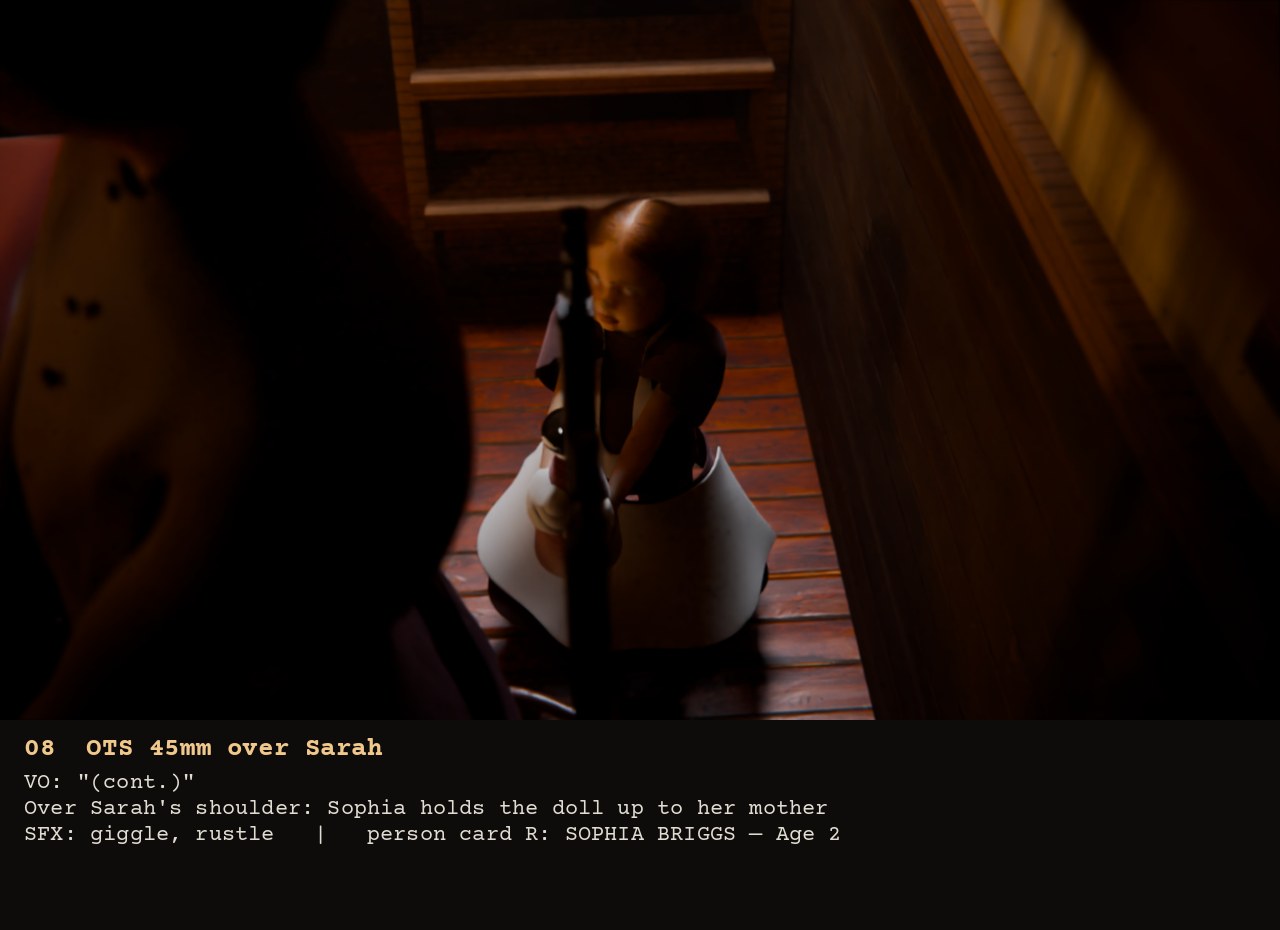 08  OTS 45mm over Sarah
VO: "(cont.)"
Over Sarah's shoulder: Sophia holds the doll up to her mother
SFX: giggle, rustle   |   person card R: SOPHIA BRIGGS — Age 2